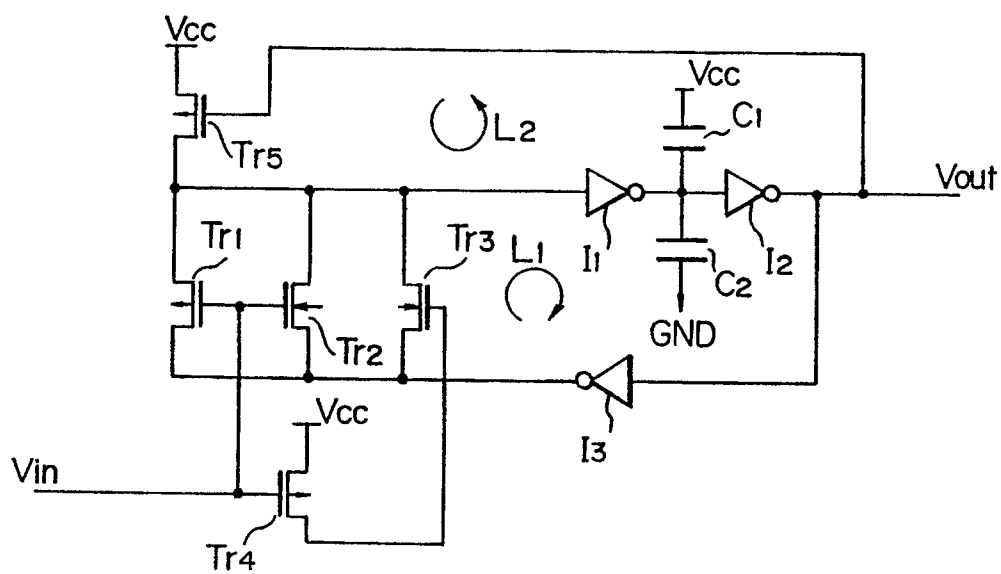 Vcc
Tr5
L2
Vcc
C1
Vout
Tr1
Tr3
L1
I1
I2
C2
Tr2
GND
Vcc
I3
Vin
Tr4